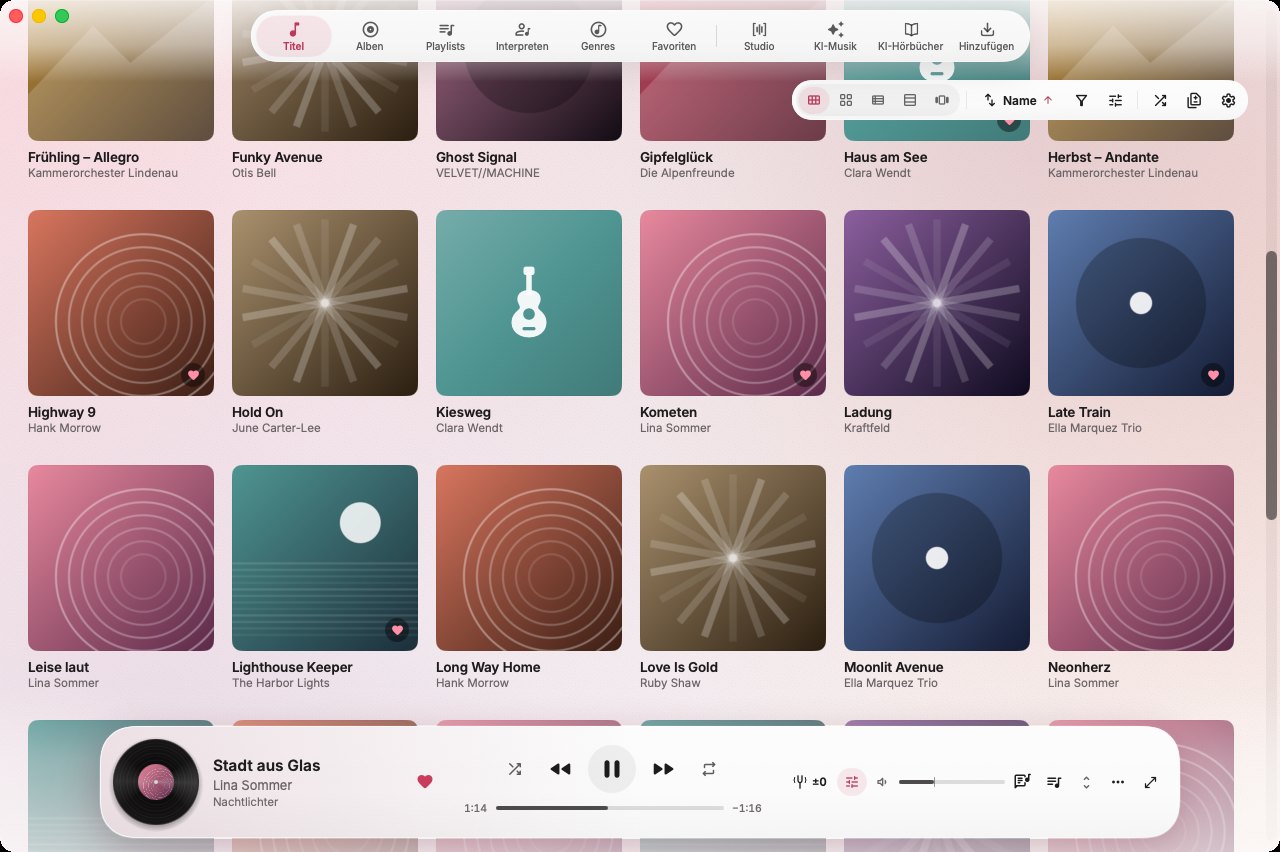 Titel
Alben
Playlists
Interpreten
Genres
Favoriten
Studio
KI-Musik
KI-Hörbücher
Hinzufügen
Name
Frühling – Allegro
Kammerorchester Lindenau
Funky Avenue
Otis Bell
Ghost Signal
VELVET//MACHINE
Gipfelglück
Die Alpenfreunde
Haus am See
Clara Wendt
Herbst – Andante
Kammerorchester Lindenau
Highway 9
Hank Morrow
Hold On
June Carter-Lee
Kiesweg
Clara Wendt
Kometen
Lina Sommer
Ladung
Kraftfeld
Late Train
Ella Marquez Trio
Leise laut
Lina Sommer
Lighthouse Keeper
The Harbor Lights
Long Way Home
Hank Morrow
Love Is Gold
Ruby Shaw
Moonlit Avenue
Ella Marquez Trio
Neonherz
Lina Sommer
Stadt aus Glas
Lina Sommer
Nachtlichter
1:14
−1:16
±0